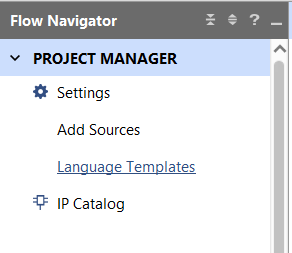 Flow Navigator ?
PROJECT MANAGER
Settings
Add Sources
Language Templates
IP Catalog